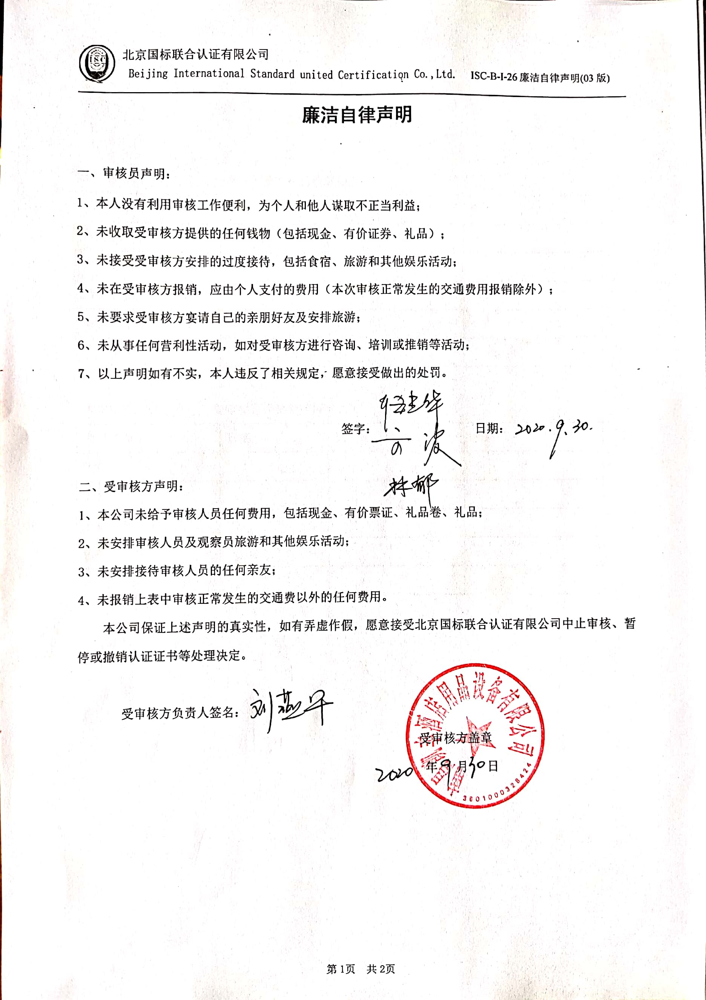 ISC
北京国标联合认证有限公司
Beijing International Standard united Certification Co.,Ltd. ISC-B-I-26 廉洁自律声明(03 版)
廉洁自律声明
一、审核员声明：
1、本人没有利用审核工作便利，为个人和他人谋取不正当利益；
2、未收取受审核方提供的任何钱物（包括现金、有价证券、礼品）；
3、未接受受审核方安排的过度接待，包括食宿、旅游和其他娱乐活动；
4、未在受审核方报销，应由个人支付的费用（本次审核正常发生的交通费用报销除外）；
5、未要求受审核方宴请自己的亲朋好友及安排旅游；
6、未从事任何营利性活动，如对受审核方进行咨询、培训或推销等活动；
7、以上声明如有不实，本人违反了相关规定，愿意接受做出的处罚。
签字： 日期： 2020.9.30.
林郁
二、受审核方声明：
1、本公司未给予审核人员任何费用，包括现金、有价票证、礼品卷、礼品；
2、未安排审核人员及观察员旅游和其他娱乐活动；
3、未安排接待审核人员的任何亲友；
4、未报销上表中审核正常发生的交通费以外的任何费用。
本公司保证上述声明的真实性，如有弄虚作假，愿意接受北京国标联合认证有限公司中止审核、暂
停或撤销认证证书等处理决定。
酒店用品设备有限公司
受审核方负责人签名：
受审核方盖章
2020 年 9 月 30 日
3601000328424
第 1页 共 2页